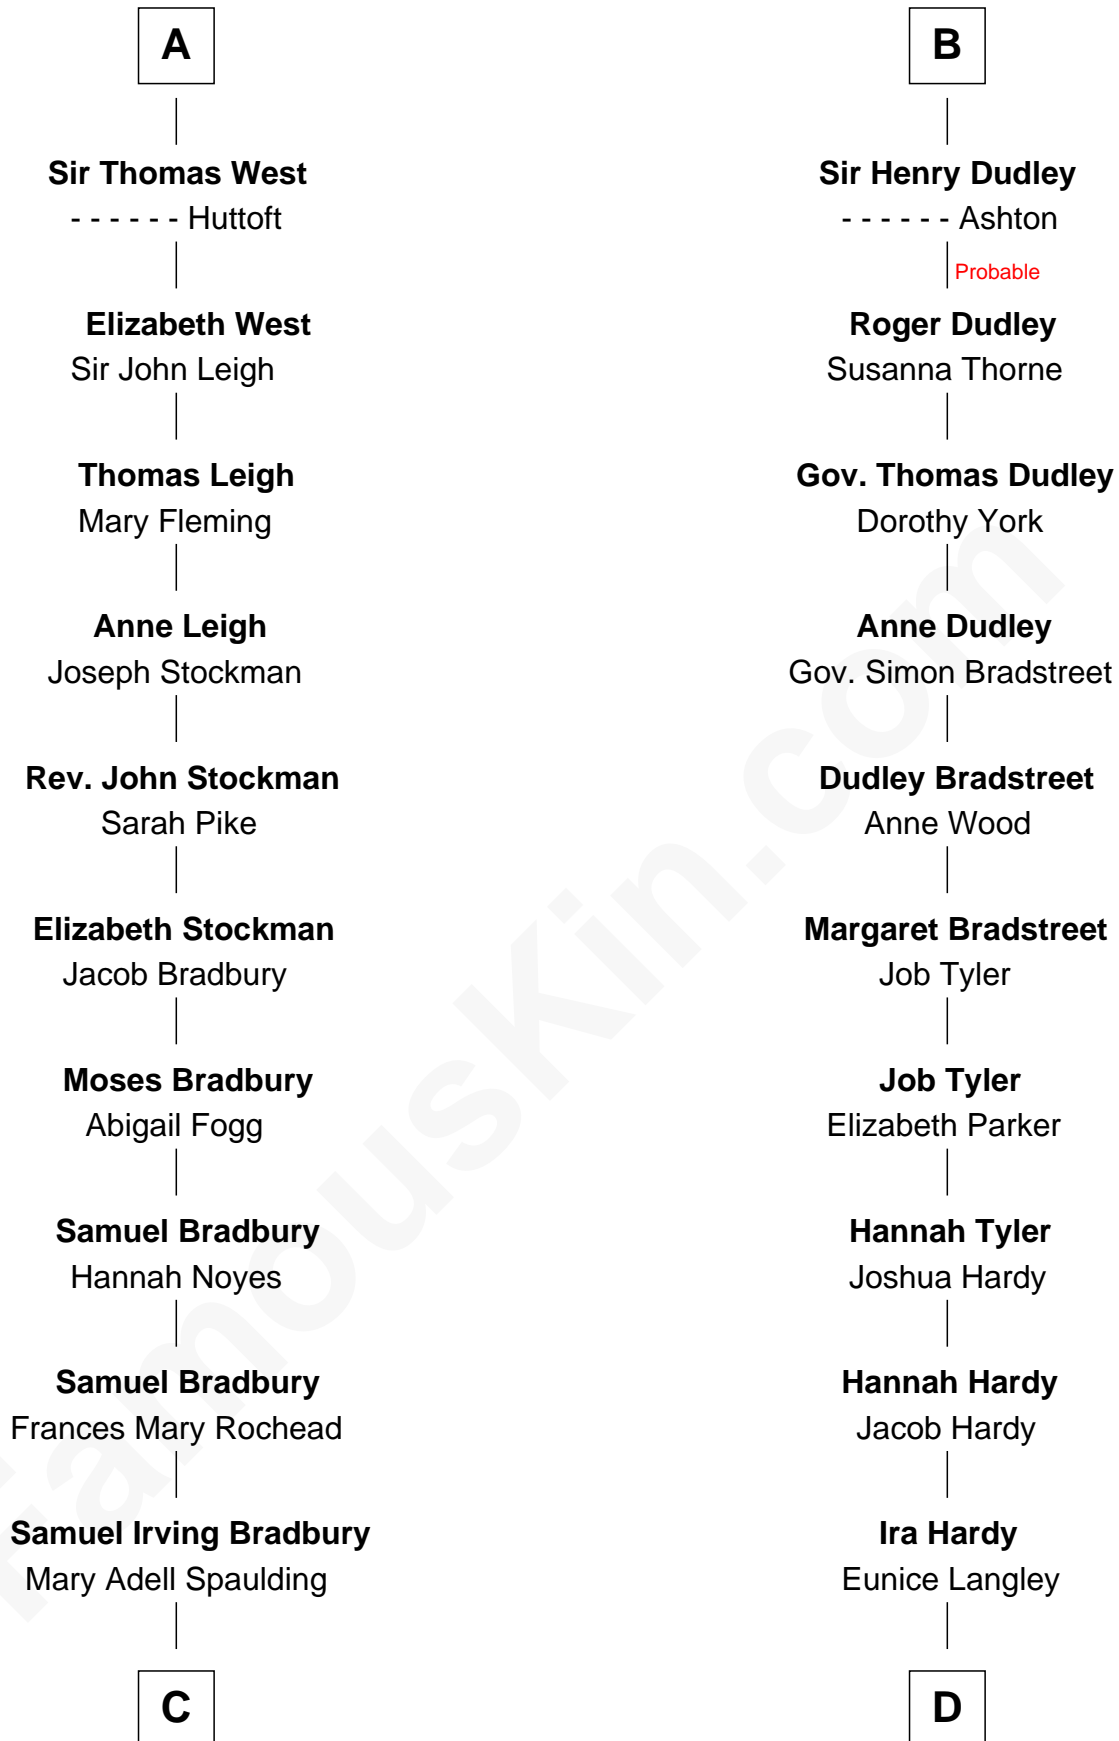 A
Sir Thomas West
- - - - - - Huttoft
Elizabeth West
Sir John Leigh
Thomas Leigh
Mary Fleming
Anne Leigh
Joseph Stockman
Rev. John Stockman
Sarah Pike
Elizabeth Stockman
Jacob Bradbury
Moses Bradbury
Abigail Fogg
Samuel Bradbury
Hannah Noyes
Samuel Bradbury
Frances Mary Rochead
Samuel Irving Bradbury
Mary Adell Spaulding
C
B
Sir Henry Dudley
- - - - - - Ashton
Probable
Roger Dudley
Susanna Thorne
Gov. Thomas Dudley
Dorothy York
Anne Dudley
Gov. Simon Bradstreet
Dudley Bradstreet
Anne Wood
Margaret Bradstreet
Job Tyler
Job Tyler
Elizabeth Parker
Hannah Tyler
Joshua Hardy
Hannah Hardy
Jacob Hardy
Ira Hardy
Eunice Langley
D
FamousKin.com